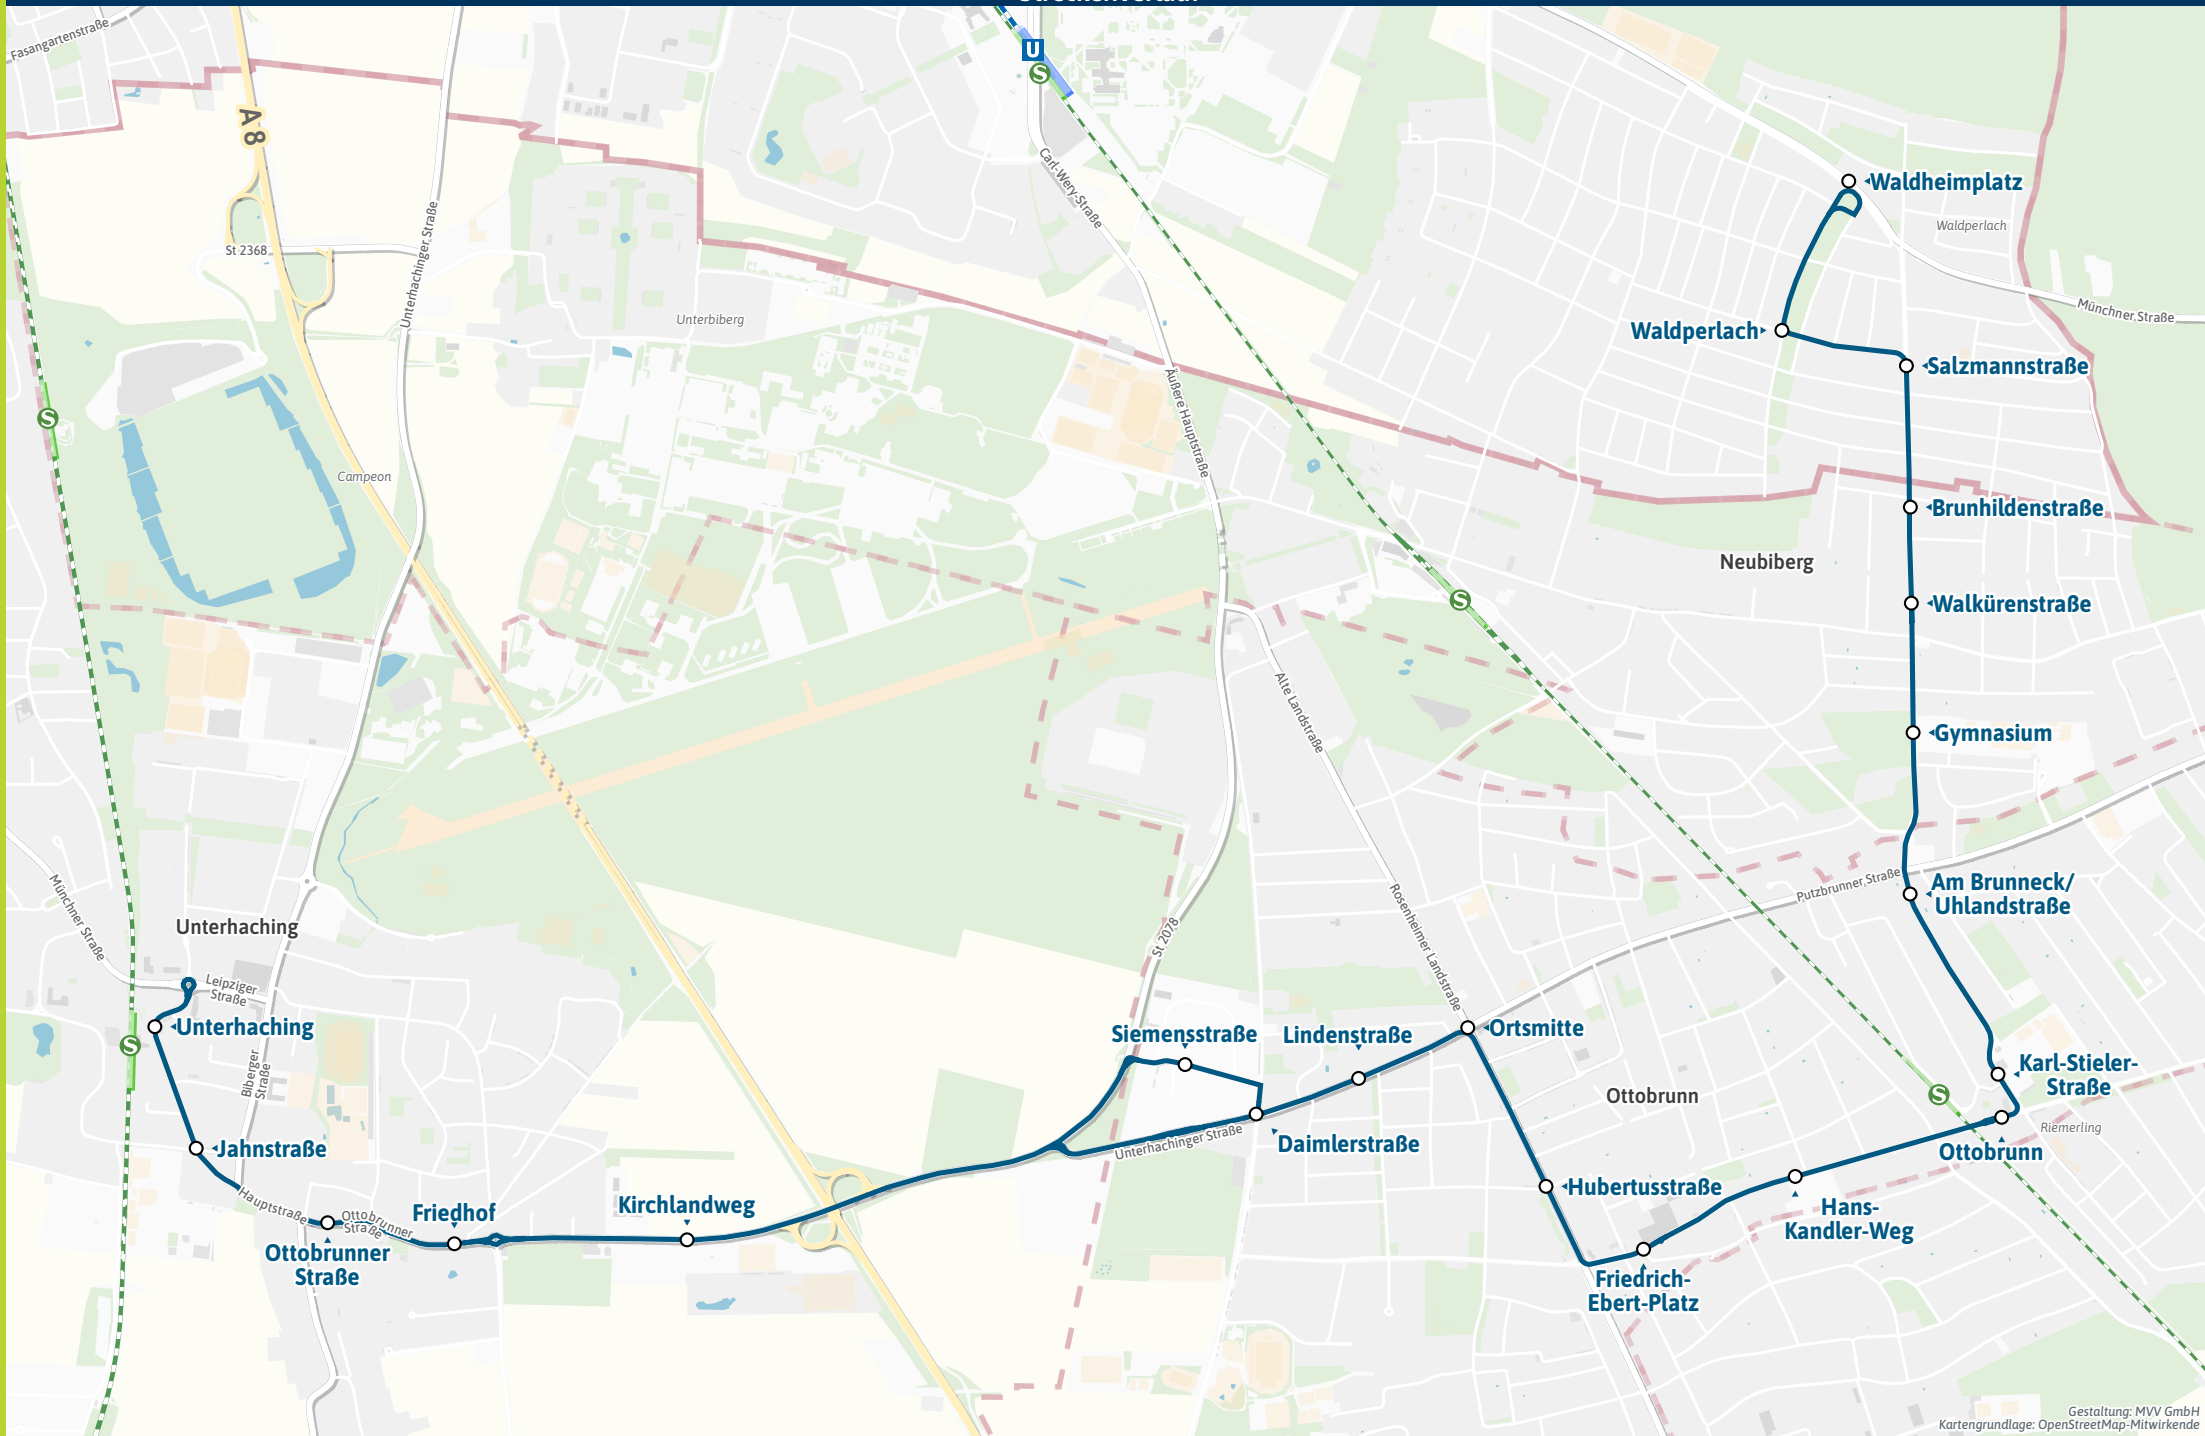 Fasangartenstraße
A 8
U
S
Carl-Wery-Straße
Waldheimplatz
Waldperlach
St 2368
Unterhachinger Straße
Münchner Straße
Unterbiberg
Waldperlach
Salzmannstraße
Äußere Hauptstraße
S
Campeon
Brunhildenstraße
Neubiberg
S
Walkürenstraße
Alte Landstraße
Gymnasium
Münchner Straße
Rosenheimer Landstraße
Putzbrunner Straße
Am Brunneck/
Uhlandstraße
Unterhaching
St 2078
Leipziger
Straße
Unterhaching
S
Biberger
Straße
Siemensstraße
Lindenstraße
Ortsmitte
Karl-Stieler-
Straße
Ottobrunn
S
Riemerling
Jahnstraße
Unterhachinger Straße
Daimlerstraße
Ottobrunn
Hauptstraße
Ottobrunner
Straße
Friedhof
Kirchlandweg
Hubertusstraße
Hans-
Kandler-Weg
Ottobrunner
Straße
Friedrich-
Ebert-Platz
Gestaltung: MVV GmbH
Kartengrundlage: OpenStreetMap-Mitwirkende